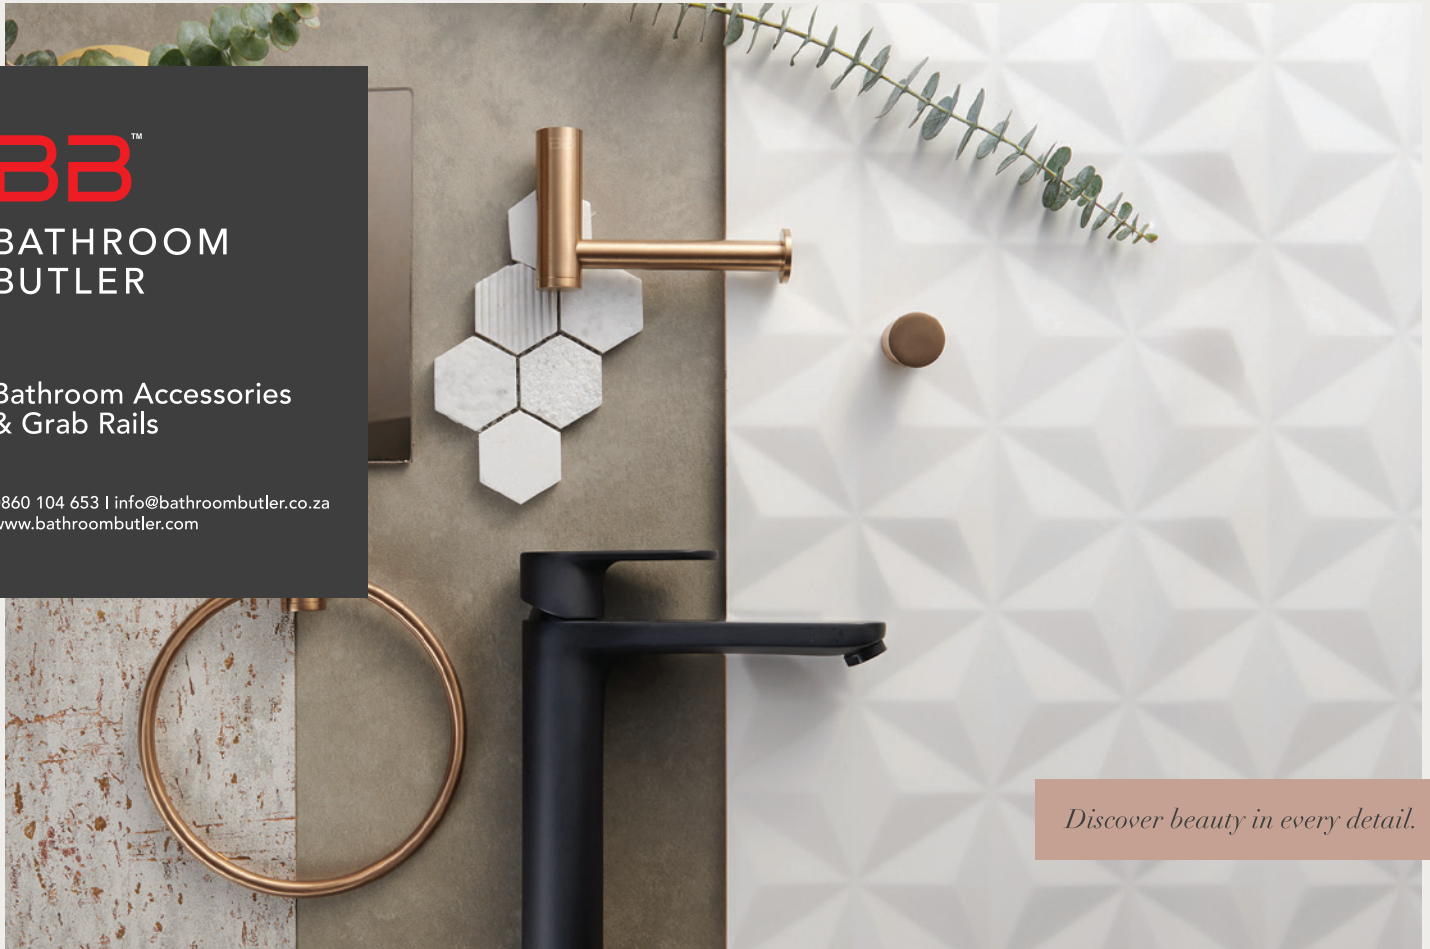 BB™
BATHROOM
BUTLER
Bathroom Accessories
& Grab Rails
860 104 653 | info@bathroombutler.co.za
www.bathroombutler.com
Discover beauty in every detail.